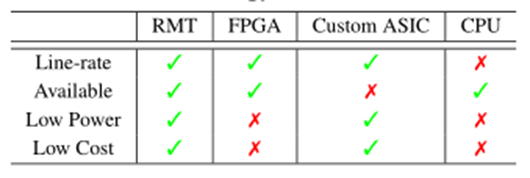 RMT FPGA Custom ASIC CPU
Line-rate ✓ ✓ ✓ ✗
Available ✓ ✓ ✗ ✓
Low Power ✓ ✗ ✓ ✗
Low Cost ✓ ✗ ✓ ✗